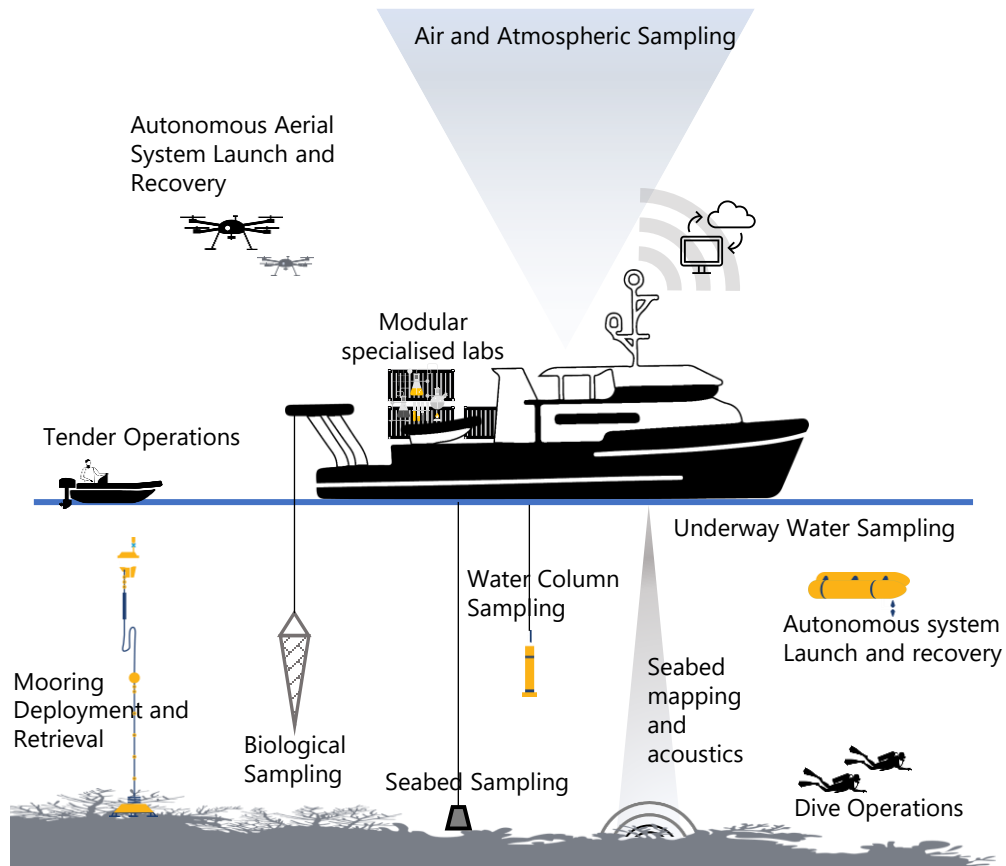 Air and Atmospheric Sampling
Autonomous Aerial
System Launch and
Recovery
Modular
specialised labs
Tender Operations
Underway Water Sampling
Water Column
Sampling
Autonomous system
Launch and recovery
Seabed
mapping
and
acoustics
Mooring
Deployment and
Retrieval
Biological
Sampling
Seabed Sampling
Dive Operations